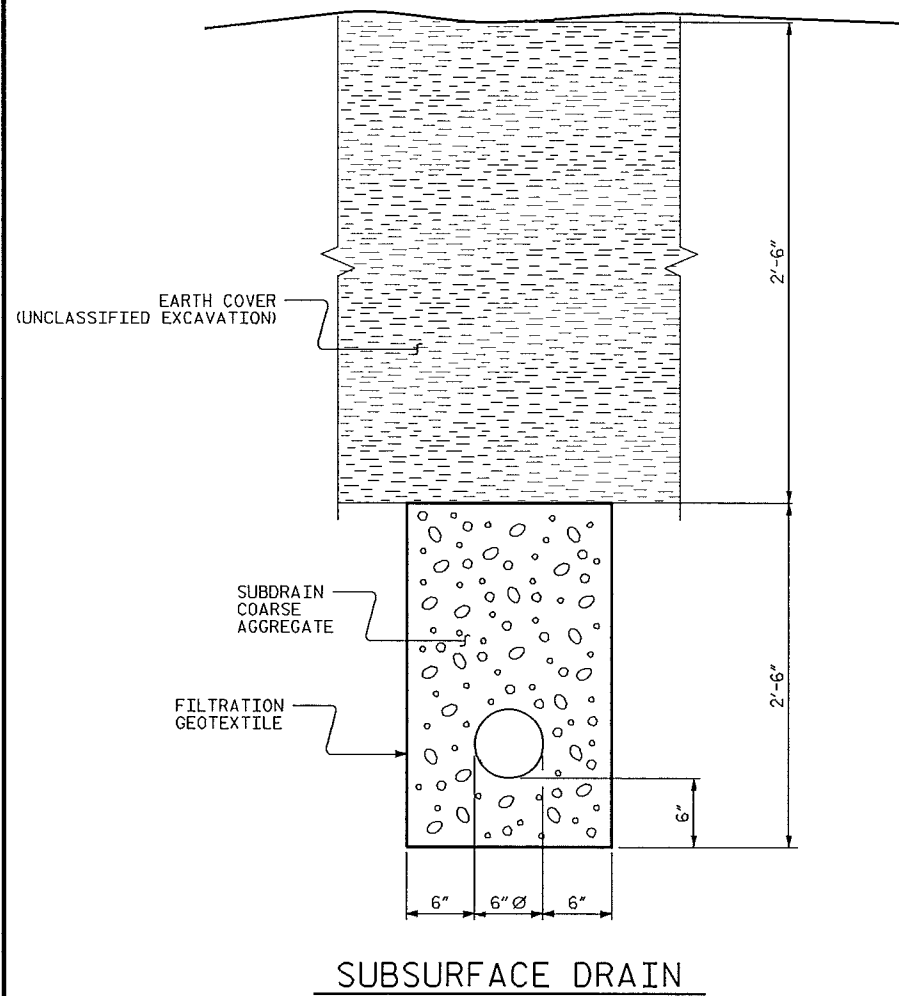 2'-6"
EARTH COVER
(UNCLASSIFIED EXCAVATION)
SUBDRAIN
COARSE
AGGREGATE
2'-6"
FILTRATION
GEOTEXTILE
6"
6" 6"Ø 6"
SUBSURFACE DRAIN